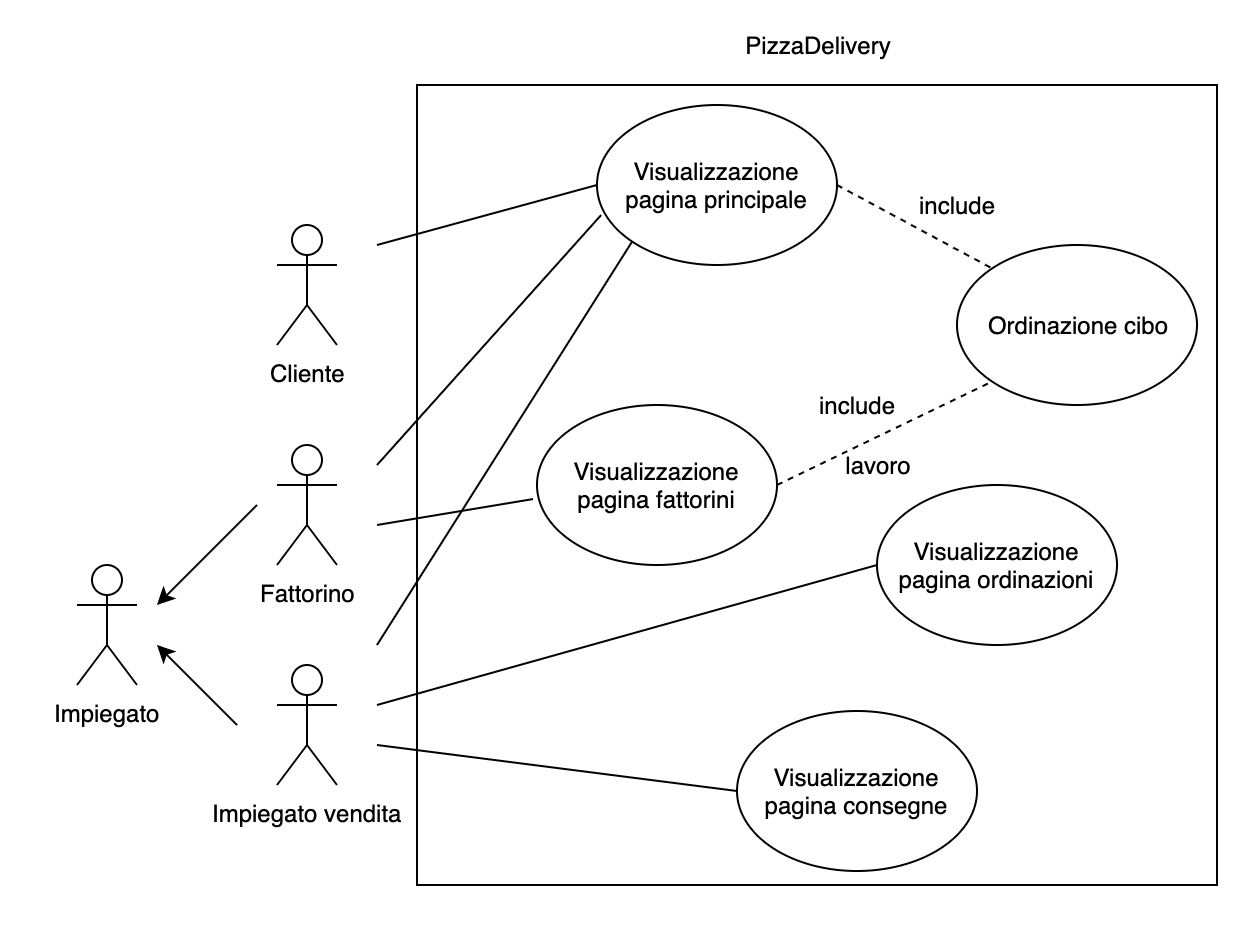 PizzaDelivery
Visualizzazione
pagina principale
include
Ordinazione cibo
Cliente
include
lavoro
Visualizzazione
pagina fattorini
Visualizzazione
pagina ordinazioni
Fattorino
Impiegato
Visualizzazione
pagina consegne
Impiegato vendita